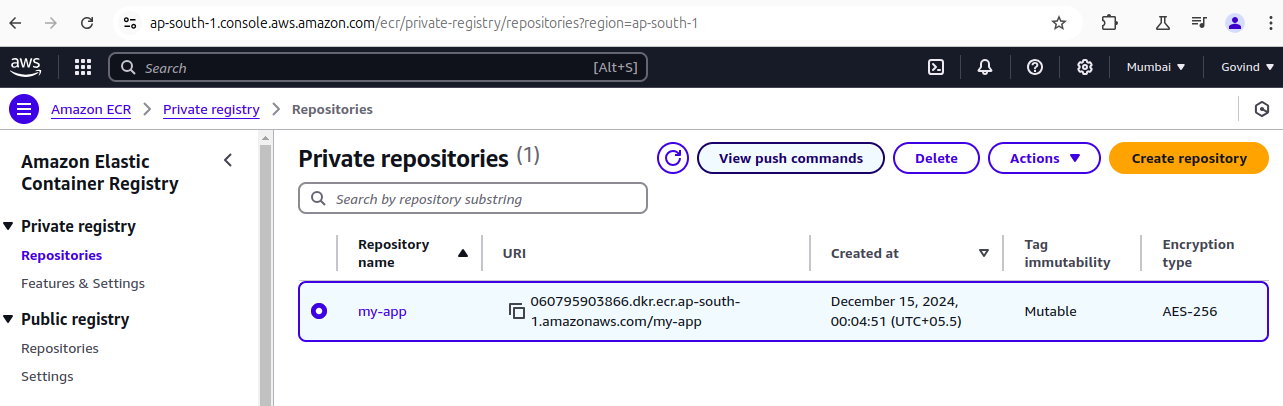 ap-south-1.console.aws.amazon.com/ecr/private-registry/repositories?region=ap-south-1
aws
Search
[Alt+S]
Mumbai
Govind
Amazon ECR
Private registry
Repositories
Amazon Elastic
Container Registry
Private registry
Repositories
Features & Settings
Public registry
Repositories
Settings
Private repositories (1)
View push commands
Delete
Actions
Create repository
Search by repository substring
Repository
name
URI
Created at
Tag
immutability
Encryption
type
my-app
060795903866.dkr.ecr.ap-south-
1.amazonaws.com/my-app
December 15, 2024,
00:04:51 (UTC+05.5)
Mutable
AES-256